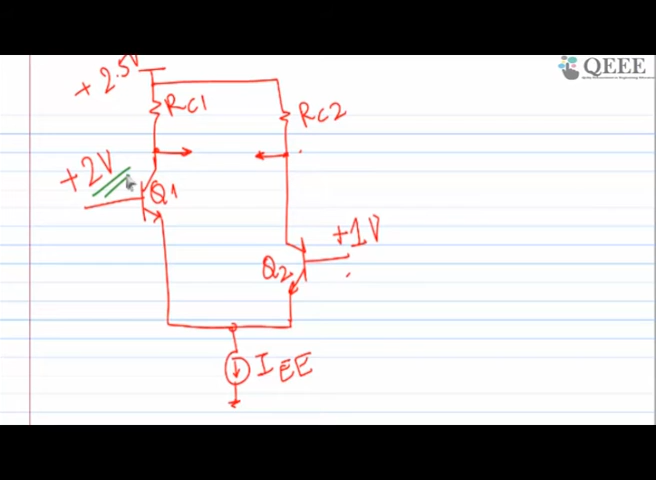 QEEE
+2.5V
RC1
RC2
+2V
Q1
+1V
Q2
IEE